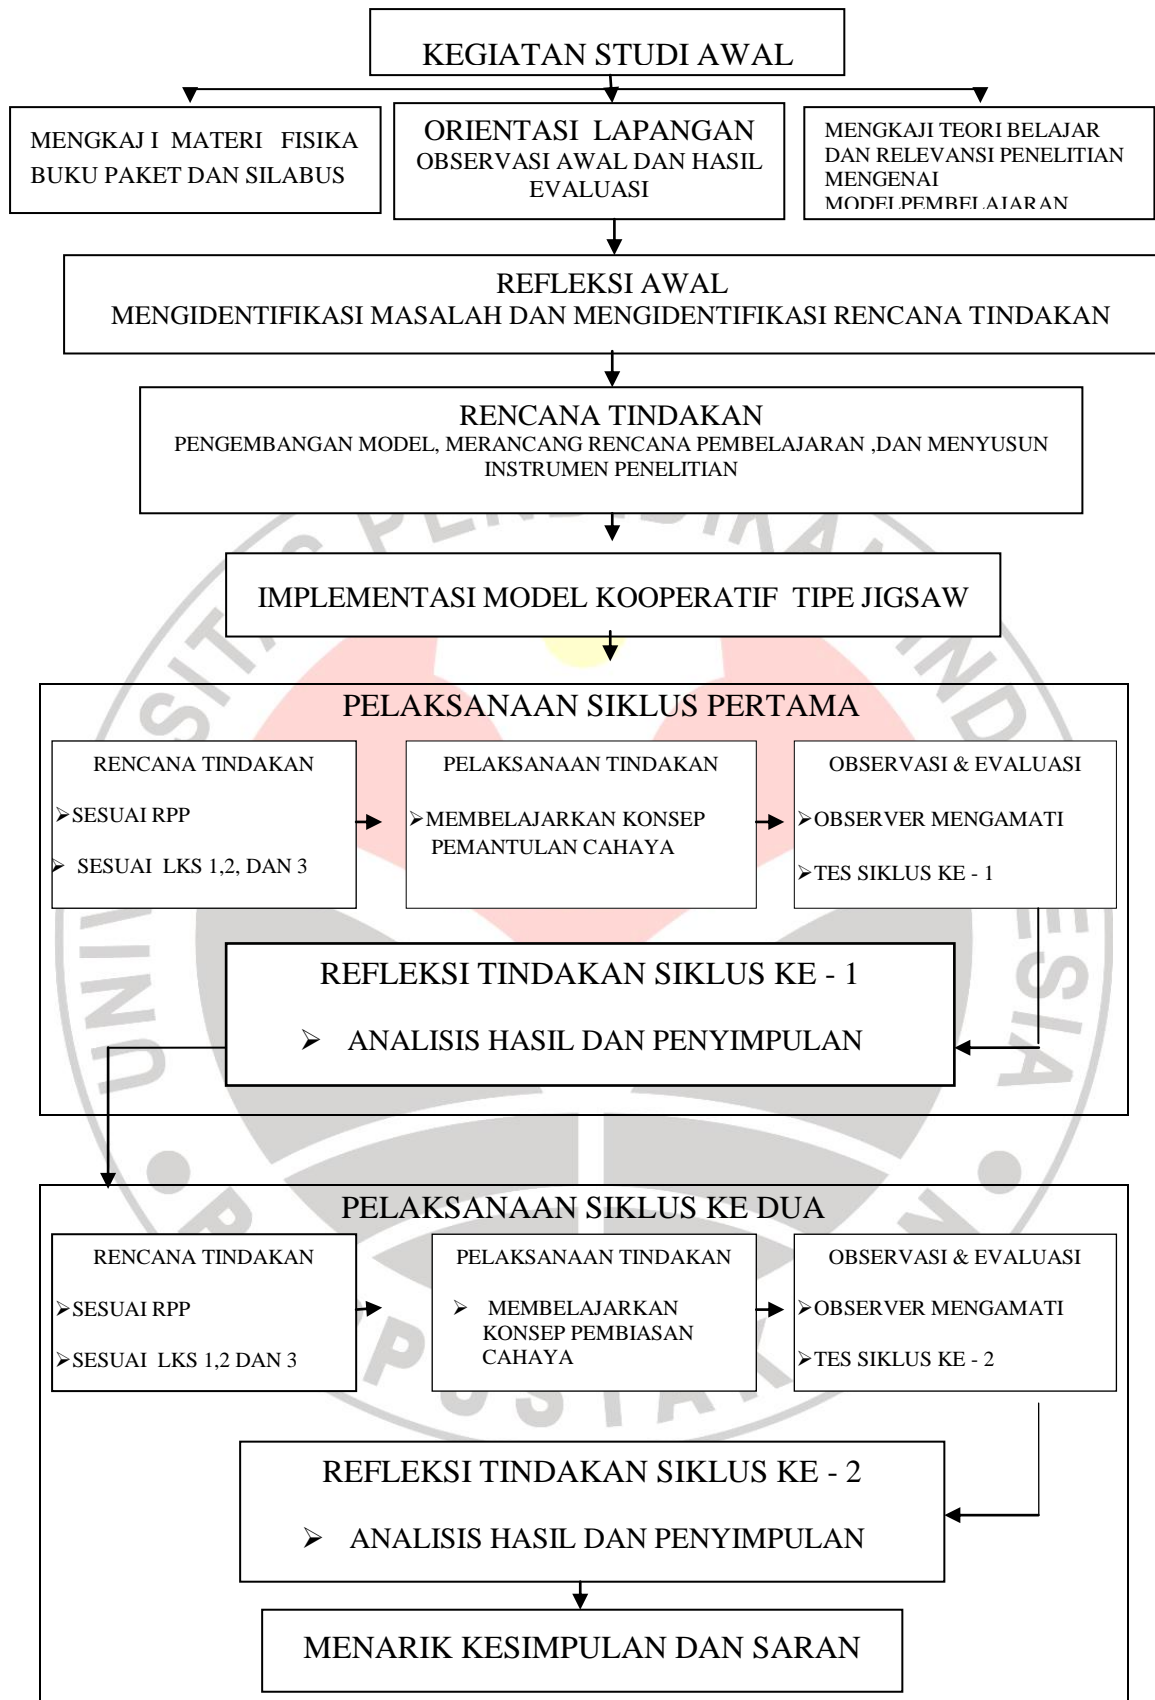 KEGIATAN STUDI AWAL
MENGKAJ I MATERI FISIKA
BUKU PAKET DAN SILABUS
ORIENTASI LAPANGAN
OBSERVASI AWAL DAN HASIL
EVALUASI
MENGKAJI TEORI BELAJAR
DAN RELEVANSI PENELITIAN
MENGENAI
MODELPEMBELAJARAN
REFLEKSI AWAL
MENGIDENTIFIKASI MASALAH DAN MENGIDENTIFIKASI RENCANA TINDAKAN
RENCANA TINDAKAN
PENGEMBANGAN MODEL, MERANCANG RENCANA PEMBELAJARAN ,DAN MENYUSUN
INSTRUMEN PENELITIAN
IMPLEMENTASI MODEL KOOPERATIF TIPE JIGSAW
PELAKSANAAN SIKLUS PERTAMA
RENCANA TINDAKAN
➢SESUAI RPP
➢ SESUAI LKS 1,2, DAN 3
PELAKSANAAN TINDAKAN
➢MEMBELAJARKAN KONSEP
PEMANTULAN CAHAYA
OBSERVASI & EVALUASI
➢OBSERVER MENGAMATI
➢TES SIKLUS KE - 1
REFLEKSI TINDAKAN SIKLUS KE - 1
➢ ANALISIS HASIL DAN PENYIMPULAN
PELAKSANAAN SIKLUS KE DUA
RENCANA TINDAKAN
➢SESUAI RPP
➢SESUAI LKS 1,2 DAN 3
PELAKSANAAN TINDAKAN
➢ MEMBELAJARKAN
KONSEP PEMBIASAN
CAHAYA
OBSERVASI & EVALUASI
➢OBSERVER MENGAMATI
➢TES SIKLUS KE - 2
REFLEKSI TINDAKAN SIKLUS KE - 2
➢ ANALISIS HASIL DAN PENYIMPULAN
MENARIK KESIMPULAN DAN SARAN